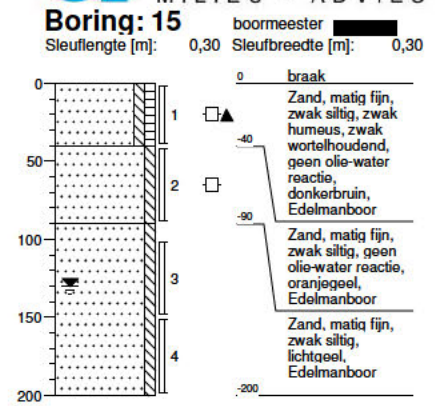 MILIEU ADVIES
Boring: 15
boormeester
Sleuflengte [m]: 0,30 Sleufbreedte [m]: 0,30
0
50
100
150
200
1
2
3
4
0
braak
Zand, matig fijn,
zwak siltig, zwak
humeus, zwak
wortelhoudend,
geen olie-water
reactie,
donkerbruin,
Edelmanboor
-40
Zand, matig fijn,
zwak siltig, geen
olie-water reactie,
oranjegeel,
Edelmanboor
-90
Zand, matig fijn,
zwak siltig,
lichtgeel,
Edelmanboor
-200